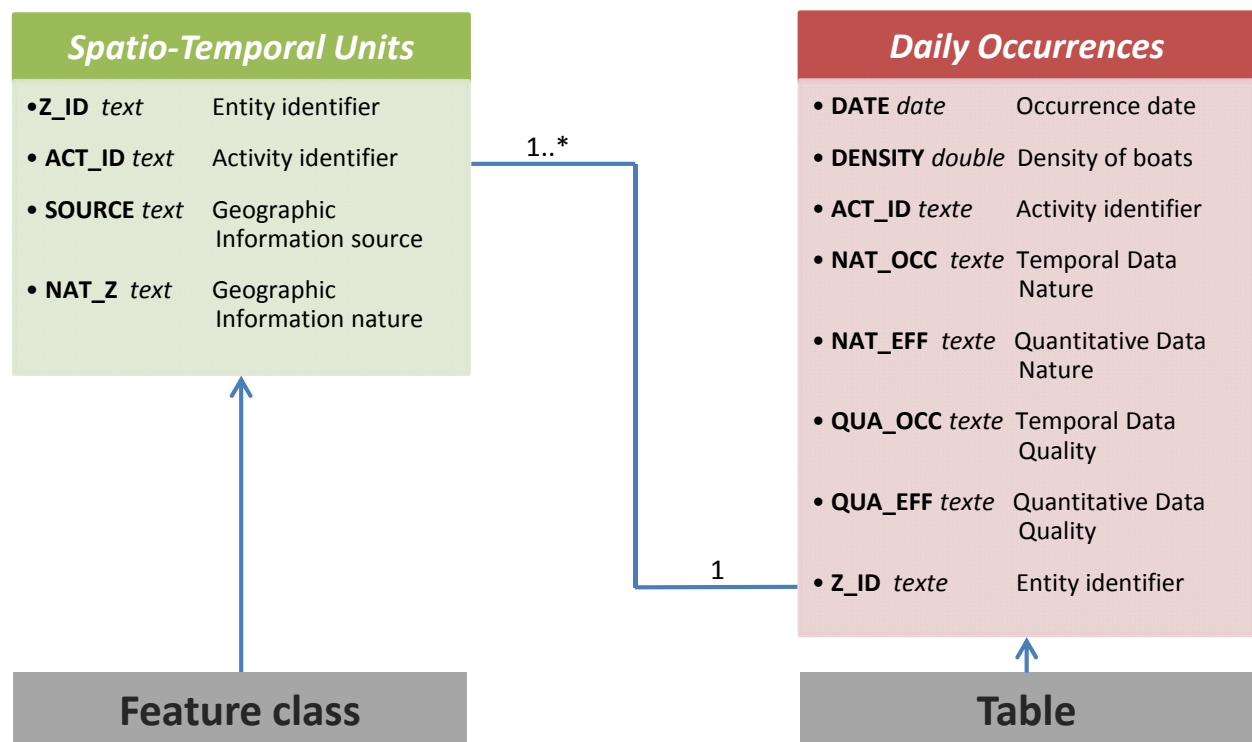 Spatio-Temporal Units
•Z_ID text Entity identifier
• ACT_ID text Activity identifier
• SOURCE text Geographic
Information source
• NAT_Z text Geographic
Information nature
1..*
1
Daily Occurrences
• DATE date Occurrence date
• DENSITY double Density of boats
• ACT_ID texte Activity identifier
• NAT_OCC texte Temporal Data
Nature
• NAT_EFF texte Quantitative Data
Nature
• QUA_OCC texte Temporal Data
Quality
• QUA_EFF texte Quantitative Data
Quality
• Z_ID texte Entity identifier
Feature class
Table